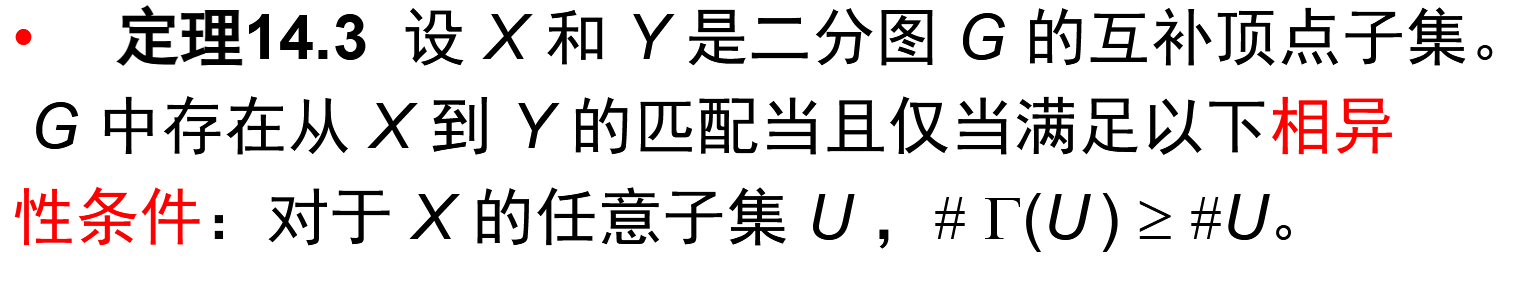 • 定理14.3 设 X 和 Y 是二分图 G 的互补顶点子集。
G 中存在从 X 到 Y 的匹配当且仅当满足以下相异
性条件：对于 X 的任意子集 U ，# Γ(U) ≥ #U。